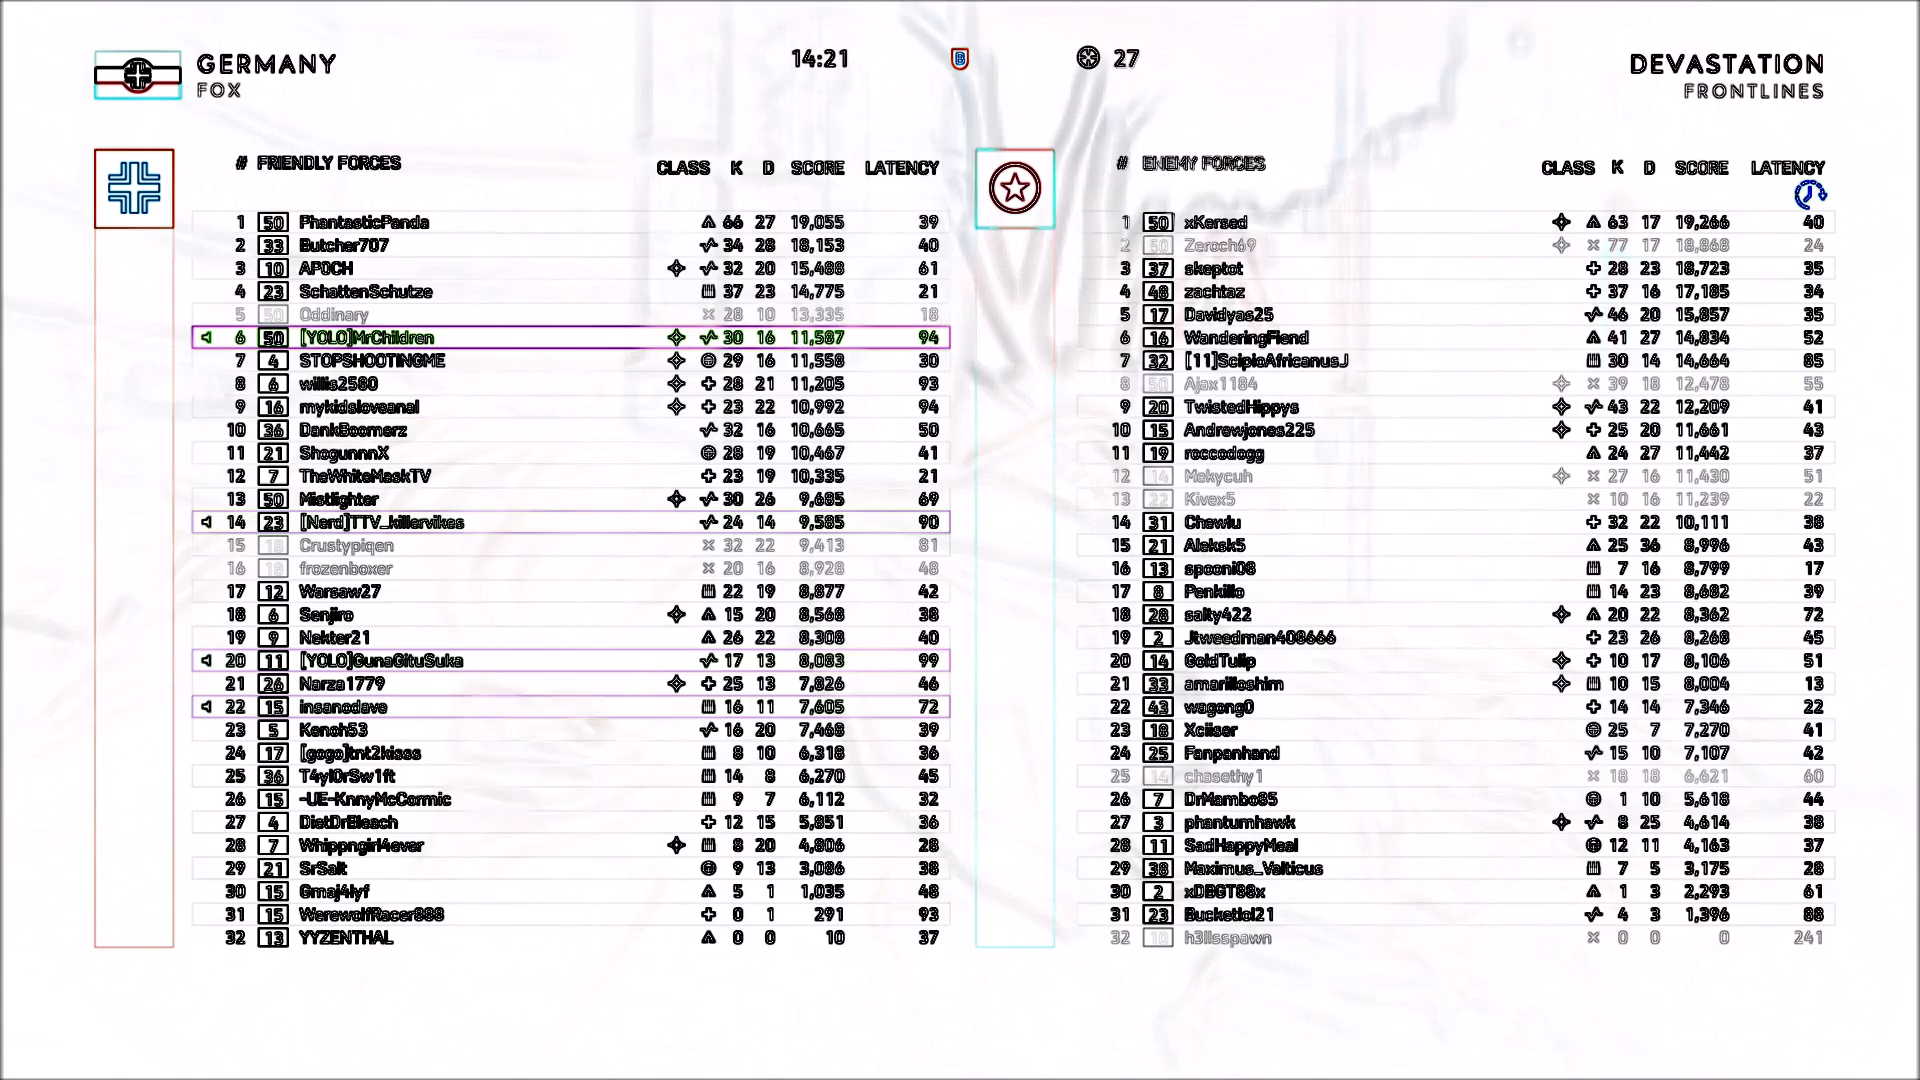 GERMANY
FOX
14:21
B
27
DEVASTATION
FRONTLINES
# FRIENDLY FORCES CLASS K D SCORE LATENCY
1 50 PhantasticPanda 66 27 19,055 39
2 33 Butcher707 34 28 18,153 40
3 10 AP0CH 32 20 15,488 61
4 23 SchattenSchutze 37 23 14,775 21
5 50 Oddinary 28 10 13,335 18
6 50 [YOLO]MrChildren 30 16 11,587 94
7 4 STOPSHOOTINGME 29 16 11,558 30
8 6 willis2580 28 21 11,205 93
9 16 mykidsloveanal 23 22 10,992 94
10 36 DankBoomerz 32 16 10,665 50
11 21 ShogunnnX 28 19 10,467 41
12 7 TheWhiteMaskTV 23 19 10,335 21
13 50 Mistlighter 30 26 9,685 69
14 23 [Nerd]TTV_killervikes 24 14 9,585 90
15 18 Crustypiqen 32 22 9,413 81
16 18 frozenboxer 20 16 8,928 48
17 12 Warsaw27 22 19 8,877 42
18 6 Senjiro 15 20 8,568 38
19 9 Nekter21 26 22 8,308 40
20 11 [YOLO]GunaGituSuka 17 13 8,083 99
21 26 Narza1779 25 13 7,826 46
22 15 insanodave 16 11 7,605 72
23 5 Kench53 16 20 7,468 39
24 17 [gogo]tnt2kisss 8 10 6,318 36
25 36 T4yl0rSw1ft 14 8 6,270 45
26 15 -UE-KnnyMcCormic 9 7 6,112 32
27 4 DietDrBleach 12 15 5,851 36
28 7 Whippngirl4ever 8 20 4,806 28
29 21 SrSalt 9 13 3,086 38
30 15 Gmaj4lyf 5 1 1,035 48
31 15 WerewolfRacer888 0 1 291 93
32 13 YYZENTHAL 0 0 10 37
# ENEMY FORCES CLASS K D SCORE LATENCY
1 50 xKersed 63 17 19,266 40
2 50 Zeroch69 77 17 18,868 24
3 37 skeptot 28 23 18,723 35
4 48 zachtaz 37 16 17,185 34
5 17 Davidyas25 46 20 15,857 35
6 16 WanderingFiend 41 27 14,834 52
7 32 [11]ScipioAfricanusJ 30 14 14,664 85
8 50 Ajax1184 39 18 12,478 55
9 20 TwistedHippys 43 22 12,209 41
10 15 Andrewjones225 25 20 11,661 43
11 19 roccodogg 24 27 11,442 37
12 14 Mekycuh 27 16 11,430 51
13 22 Kivex5 10 16 11,239 22
14 31 Chewlu 32 22 10,111 38
15 21 Aleksk5 25 36 8,996 43
16 13 spooni08 7 16 8,799 17
17 8 Penkillo 14 23 8,682 39
18 28 salty422 20 22 8,362 72
19 2 Jtweedman408666 23 26 8,268 45
20 14 GoldTulip 10 17 8,106 51
21 33 amarilloshim 10 15 8,004 13
22 43 wagong0 14 14 7,346 22
23 18 Xciiser 25 7 7,270 41
24 25 Fanpanhand 15 10 7,107 42
25 14 chasethy1 18 18 6,621 60
26 7 DrMambo85 1 10 5,618 44
27 3 phantumhawk 8 25 4,614 38
28 11 SadHappyMeal 12 11 4,163 37
29 38 Maximus_Valticus 7 5 3,175 28
30 2 xDEGT88x 1 3 2,293 61
31 23 Bucketlol21 4 3 1,396 88
32 10 h3llsspawn 0 0 0 241